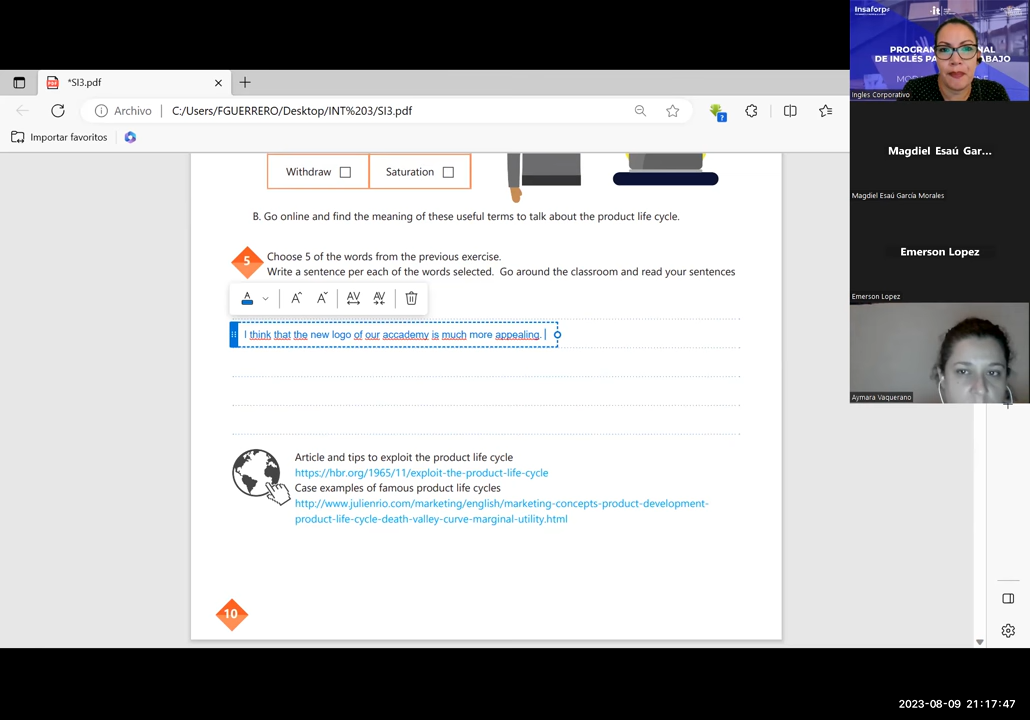 *SI3.pdf
Archivo
C:/Users/FGUERRERO/Desktop/INT%203/SI3.pdf
Importar favoritos
Withdraw
Saturation
B. Go online and find the meaning of these useful terms to talk about the product life cycle.
5
Choose 5 of the words from the previous exercise.
Write a sentence per each of the words selected. Go around the classroom and read your sentences
I think that the new logo of our accademy is much more appealing.
Article and tips to exploit the product life cycle
https://hbr.org/1965/11/exploit-the-product-life-cycle
Case examples of famous product life cycles
http://www.julienrio.com/marketing/english/marketing-concepts-product-development-
product-life-cycle-death-valley-curve-marginal-utility.html
10
Insaforp
Ingles Corporativo
Magdiel Esaú Gar...
Magdiel Esaú García Morales
Emerson Lopez
Emerson Lopez
Aymara Vaquerano
2023-08-09 21:17:47